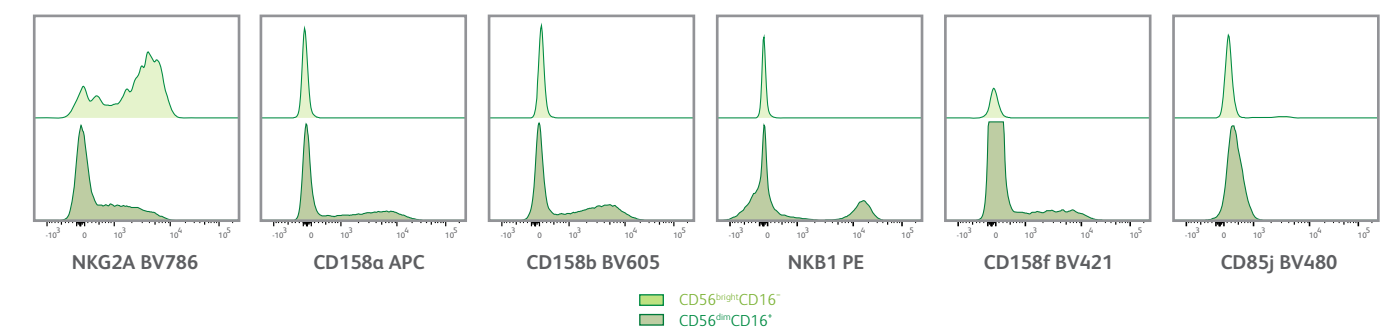 -10³ 0 10³ 10⁴ 10⁵ -10³ 0 10³ 10⁴ 10⁵ -10³ 0 10³ 10⁴ 10⁵ -10³ 0 10³ 10⁴ 10⁵ -10³ 0 10³ 10⁴ 10⁵ -10³ 0 10³ 10⁴ 10⁵
NKG2A BV786 CD158a APC CD158b BV605 NKB1 PE CD158f BV421 CD85j BV480
CD56ᵇʳⁱᵍʰᵗCD16⁻
CD56ᵈⁱᵐCD16⁺